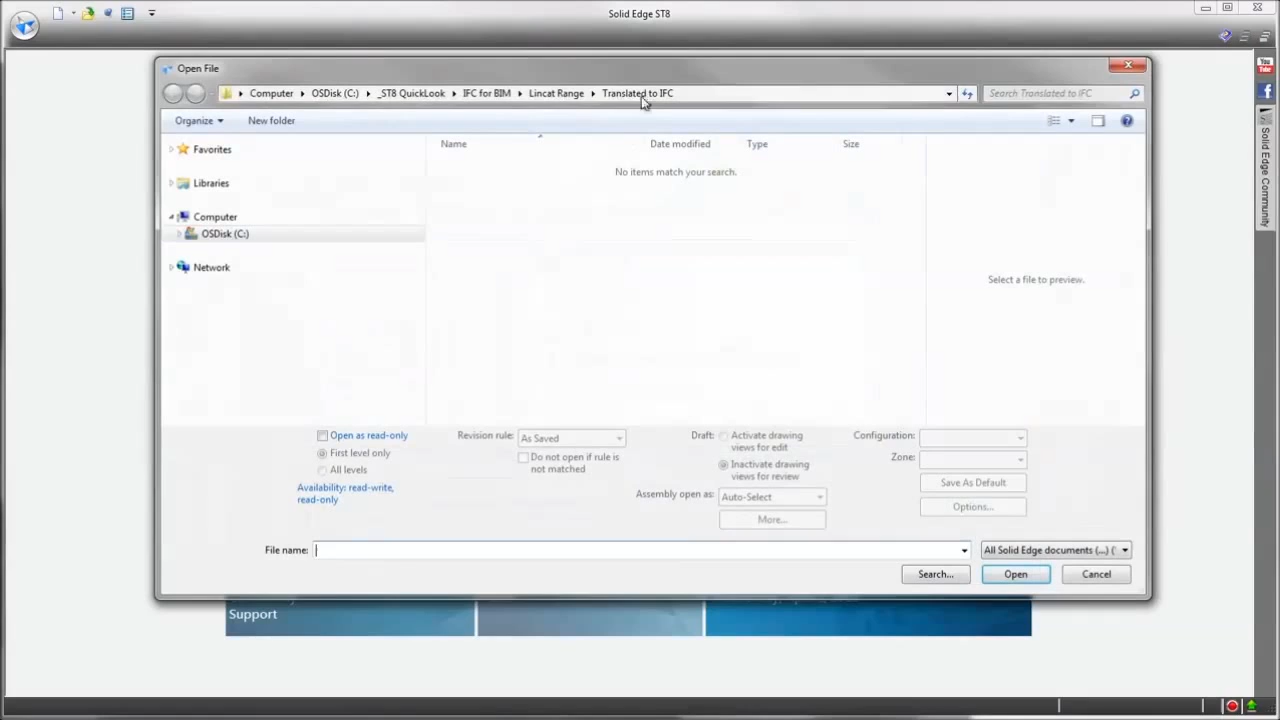 Solid Edge ST8
Open File
Computer OSDisk (C:) _ST8 QuickLook IFC for BIM Lincat Range Translated to IFC
Search Translated to IFC
Organize
New folder
Name
Date modified
Type
Size
No items match your search.
Favorites
Libraries
Computer
OSDisk (C:)
Network
Select a file to preview.
Open as read-only
First level only
All levels
Availability: read-write,
read-only
Revision rule:
As Saved
Do not open if rule is
not matched
Draft:
Activate drawing
views for edit
Inactivate drawing
views for review
Assembly open as:
Auto-Select
More...
Configuration:
Zone:
Save As Default
Options...
File name:
All Solid Edge documents (...) (
Search...
Open
Cancel
Support
You
Tube
Solid Edge Community